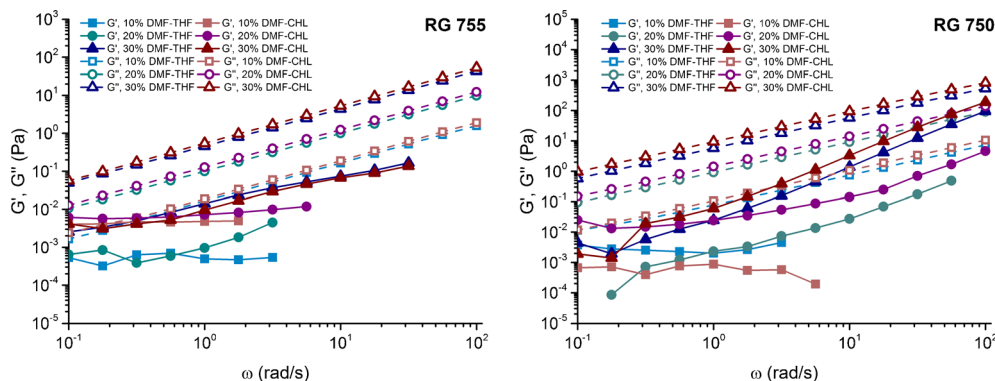 RG 755
G', 10% DMF-THF G', 10% DMF-CHL
G', 20% DMF-THF G', 20% DMF-CHL
G', 30% DMF-THF G', 30% DMF-CHL
G'', 10% DMF-THF G'', 10% DMF-CHL
G'', 20% DMF-THF G'', 20% DMF-CHL
G'', 30% DMF-THF G'', 30% DMF-CHL
G', G'' (Pa)
10³
10²
10¹
10⁰
10⁻¹
10⁻²
10⁻³
10⁻⁴
10⁻⁵
10⁻¹ 10⁰ 10¹ 10²
ω (rad/s)
RG 750
G', 10% DMF-THF G', 10% DMF-CHL
G', 20% DMF-THF G', 20% DMF-CHL
G', 30% DMF-THF G', 30% DMF-CHL
G'', 10% DMF-THF G'', 10% DMF-CHL
G'', 20% DMF-THF G'', 20% DMF-CHL
G'', 30% DMF-THF G'', 30% DMF-CHL
G', G'' (Pa)
10⁵
10⁴
10³
10²
10¹
10⁰
10⁻¹
10⁻²
10⁻³
10⁻⁴
10⁻⁵
10⁻¹ 10⁰ 10¹ 10²
ω (rad/s)